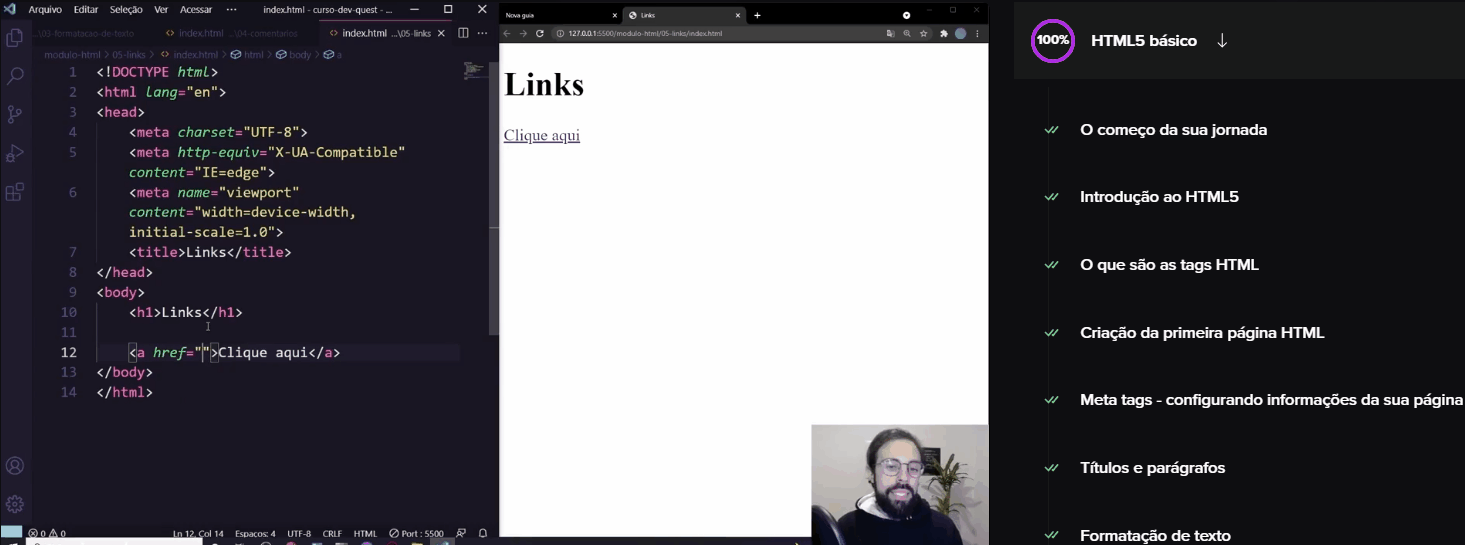 Arquivo Editar Seleção Ver Acessar ··· index.html - curso-dev-quest - ...
..\03-formatacao-de-texto index.html ...\04-comentarios index.html ...\05-links
modulo-html > 05-links > index.html > html > body > a
1 <!DOCTYPE html>
2 <html lang="en">
3 <head>
4 <meta charset="UTF-8">
5 <meta http-equiv="X-UA-Compatible"
content="IE=edge">
6 <meta name="viewport"
content="width=device-width,
initial-scale=1.0">
7 <title>Links</title>
8 </head>
9 <body>
10 <h1>Links</h1>
11
12 <a href="">Clique aqui</a>
13 </body>
14 </html>
0 0 Ln 12, Col 14 Espaços: 4 UTF-8 CRLF HTML Port : 5500
Nova guia Links
127.0.0.1:5500/modulo-html/05-links/index.html
Links
Clique aqui
100% HTML5 básico ↓
O começo da sua jornada
Introdução ao HTML5
O que são as tags HTML
Criação da primeira página HTML
Meta tags - configurando informações da sua página
Títulos e parágrafos
Formatação de texto